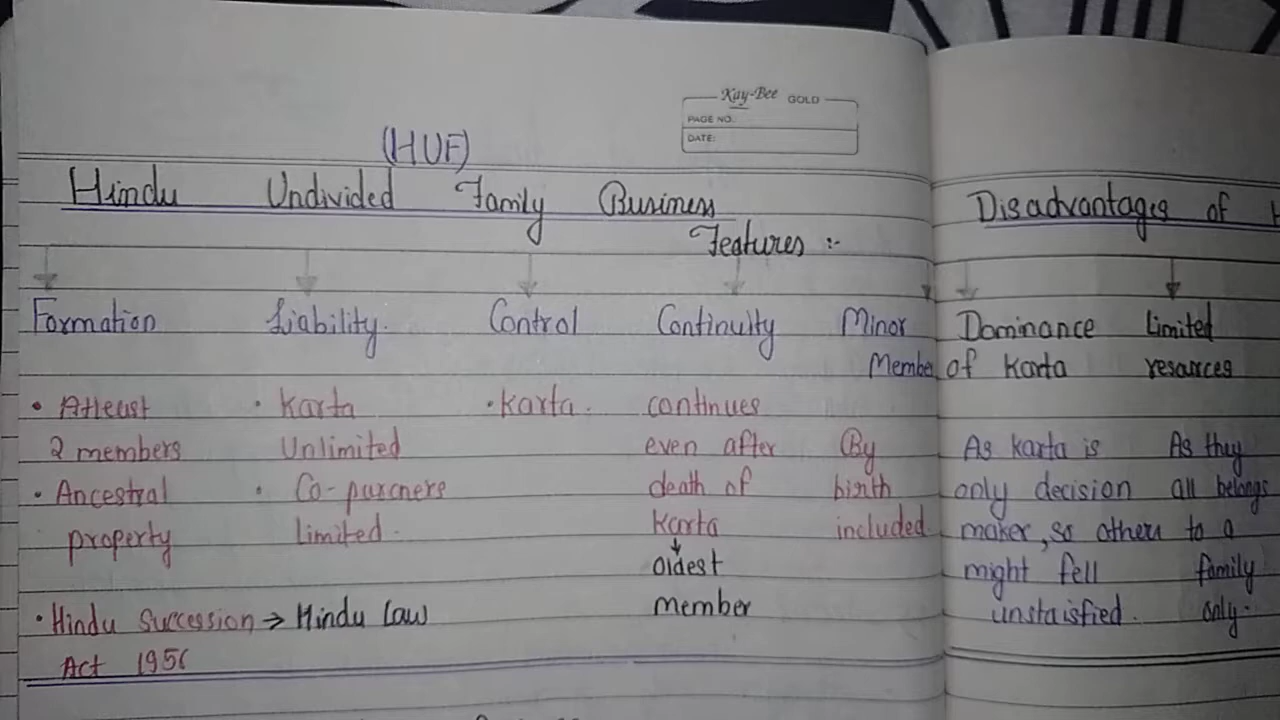 Kay-Bee GOLD
PAGE NO.
DATE:
(HUF)
Hindu Undivided Family Business
Features :-
Formation
• Atleast
2 members
• Ancestral
property
• Hindu Succession → Hindu Law
Act 1956
Liability.
• Karta
Unlimited
• Co-purcners
Limited.
Control
• Karta.
Continuity
continues
even after
death of
Karta
↓
oldest
member
Minor
Member
By
birth
included
Disadvantages of H
Dominance
of Karta
As karta is
only decision
maker, so others
might fell
unstaisfied.
Limited
resources
As they
all belongs
to a
family
only.